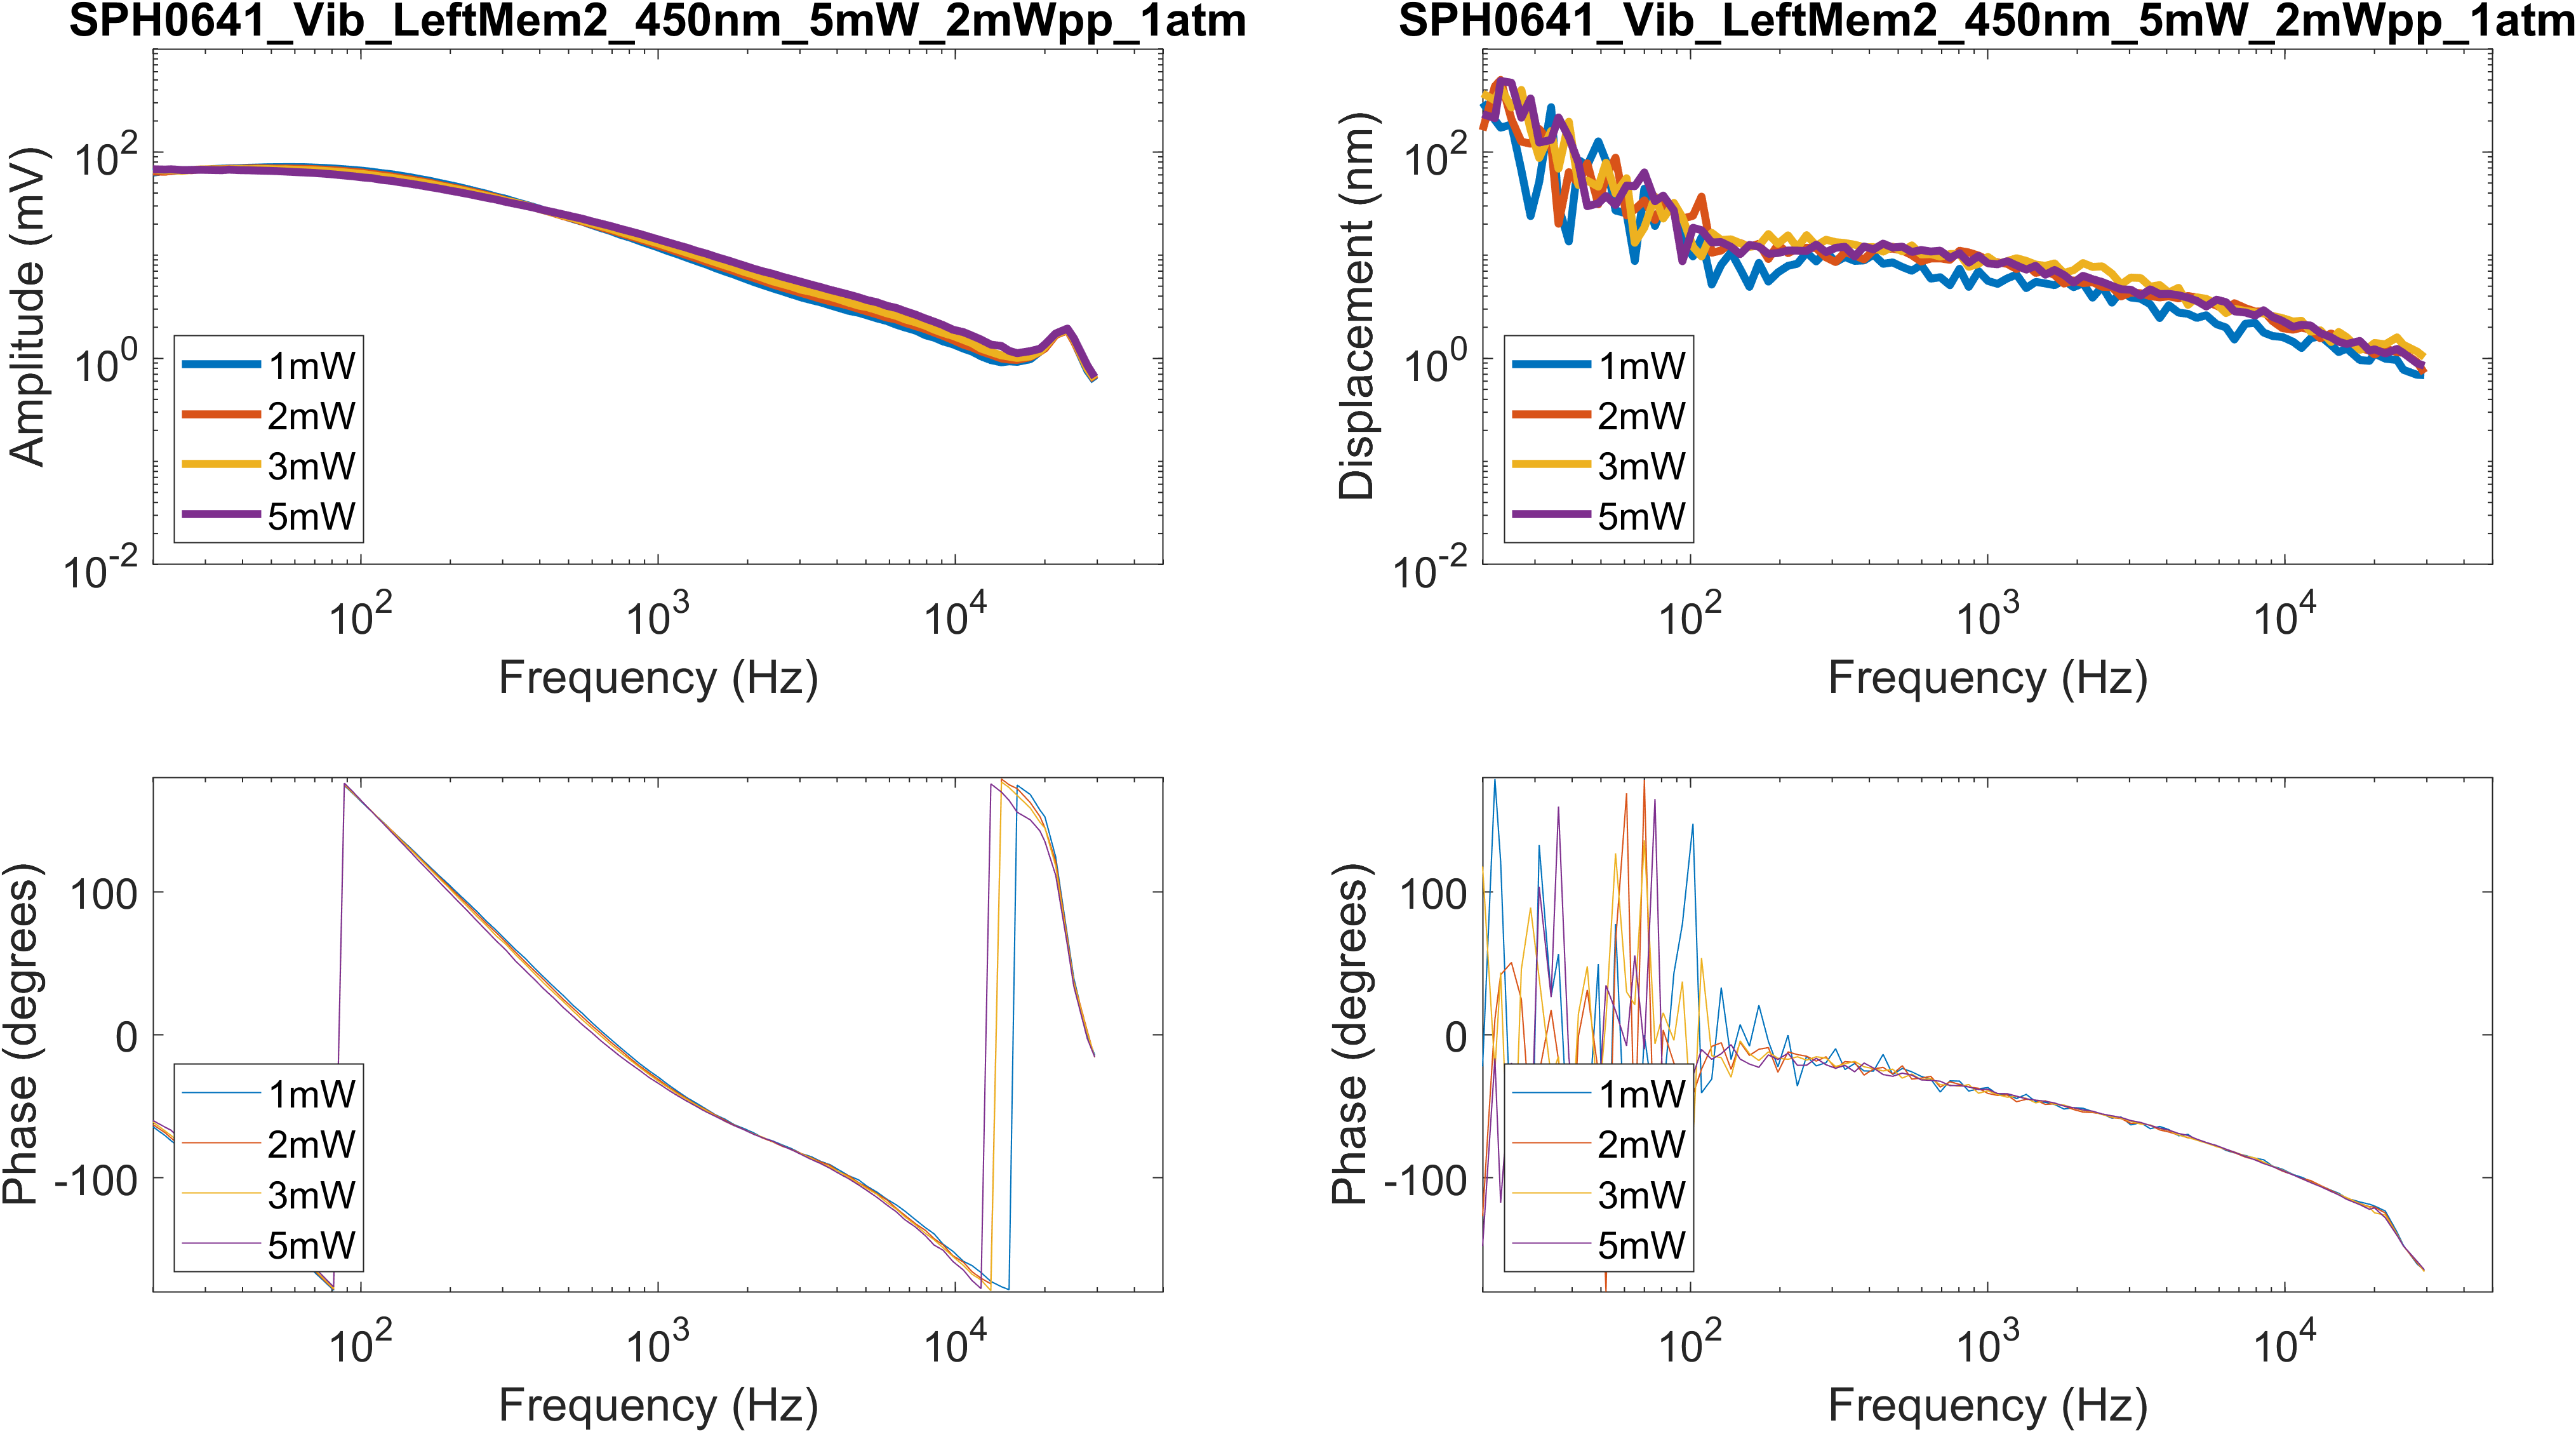 SPH0641_Vib_LeftMem2_450nm_5mW_2mWpp_1atm
Amplitude (mV)
10^2
10^0
10^-2
1mW
2mW
3mW
5mW
10^2 10^3 10^4
Frequency (Hz)
SPH0641_Vib_LeftMem2_450nm_5mW_2mWpp_1atm
Displacement (nm)
10^2
10^0
10^-2
1mW
2mW
3mW
5mW
10^2 10^3 10^4
Frequency (Hz)
Phase (degrees)
100
0
-100
1mW
2mW
3mW
5mW
10^2 10^3 10^4
Frequency (Hz)
Phase (degrees)
100
0
-100
1mW
2mW
3mW
5mW
10^2 10^3 10^4
Frequency (Hz)